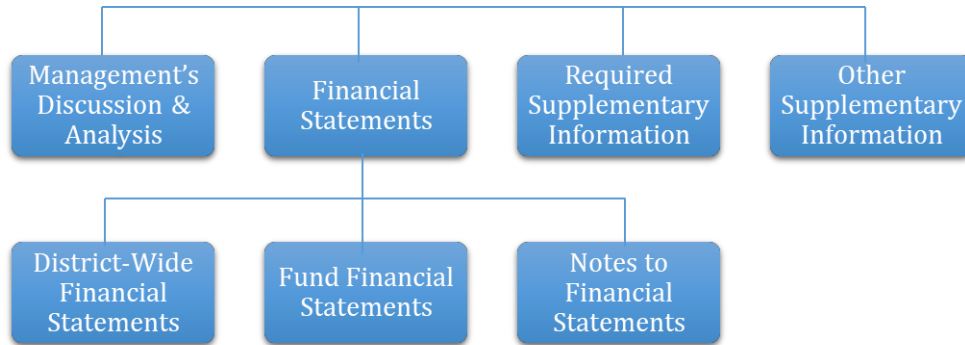 Management’s
Discussion &
Analysis
Financial
Statements
Required
Supplementary
Information
Other
Supplementary
Information
District-Wide
Financial
Statements
Fund Financial
Statements
Notes to
Financial
Statements